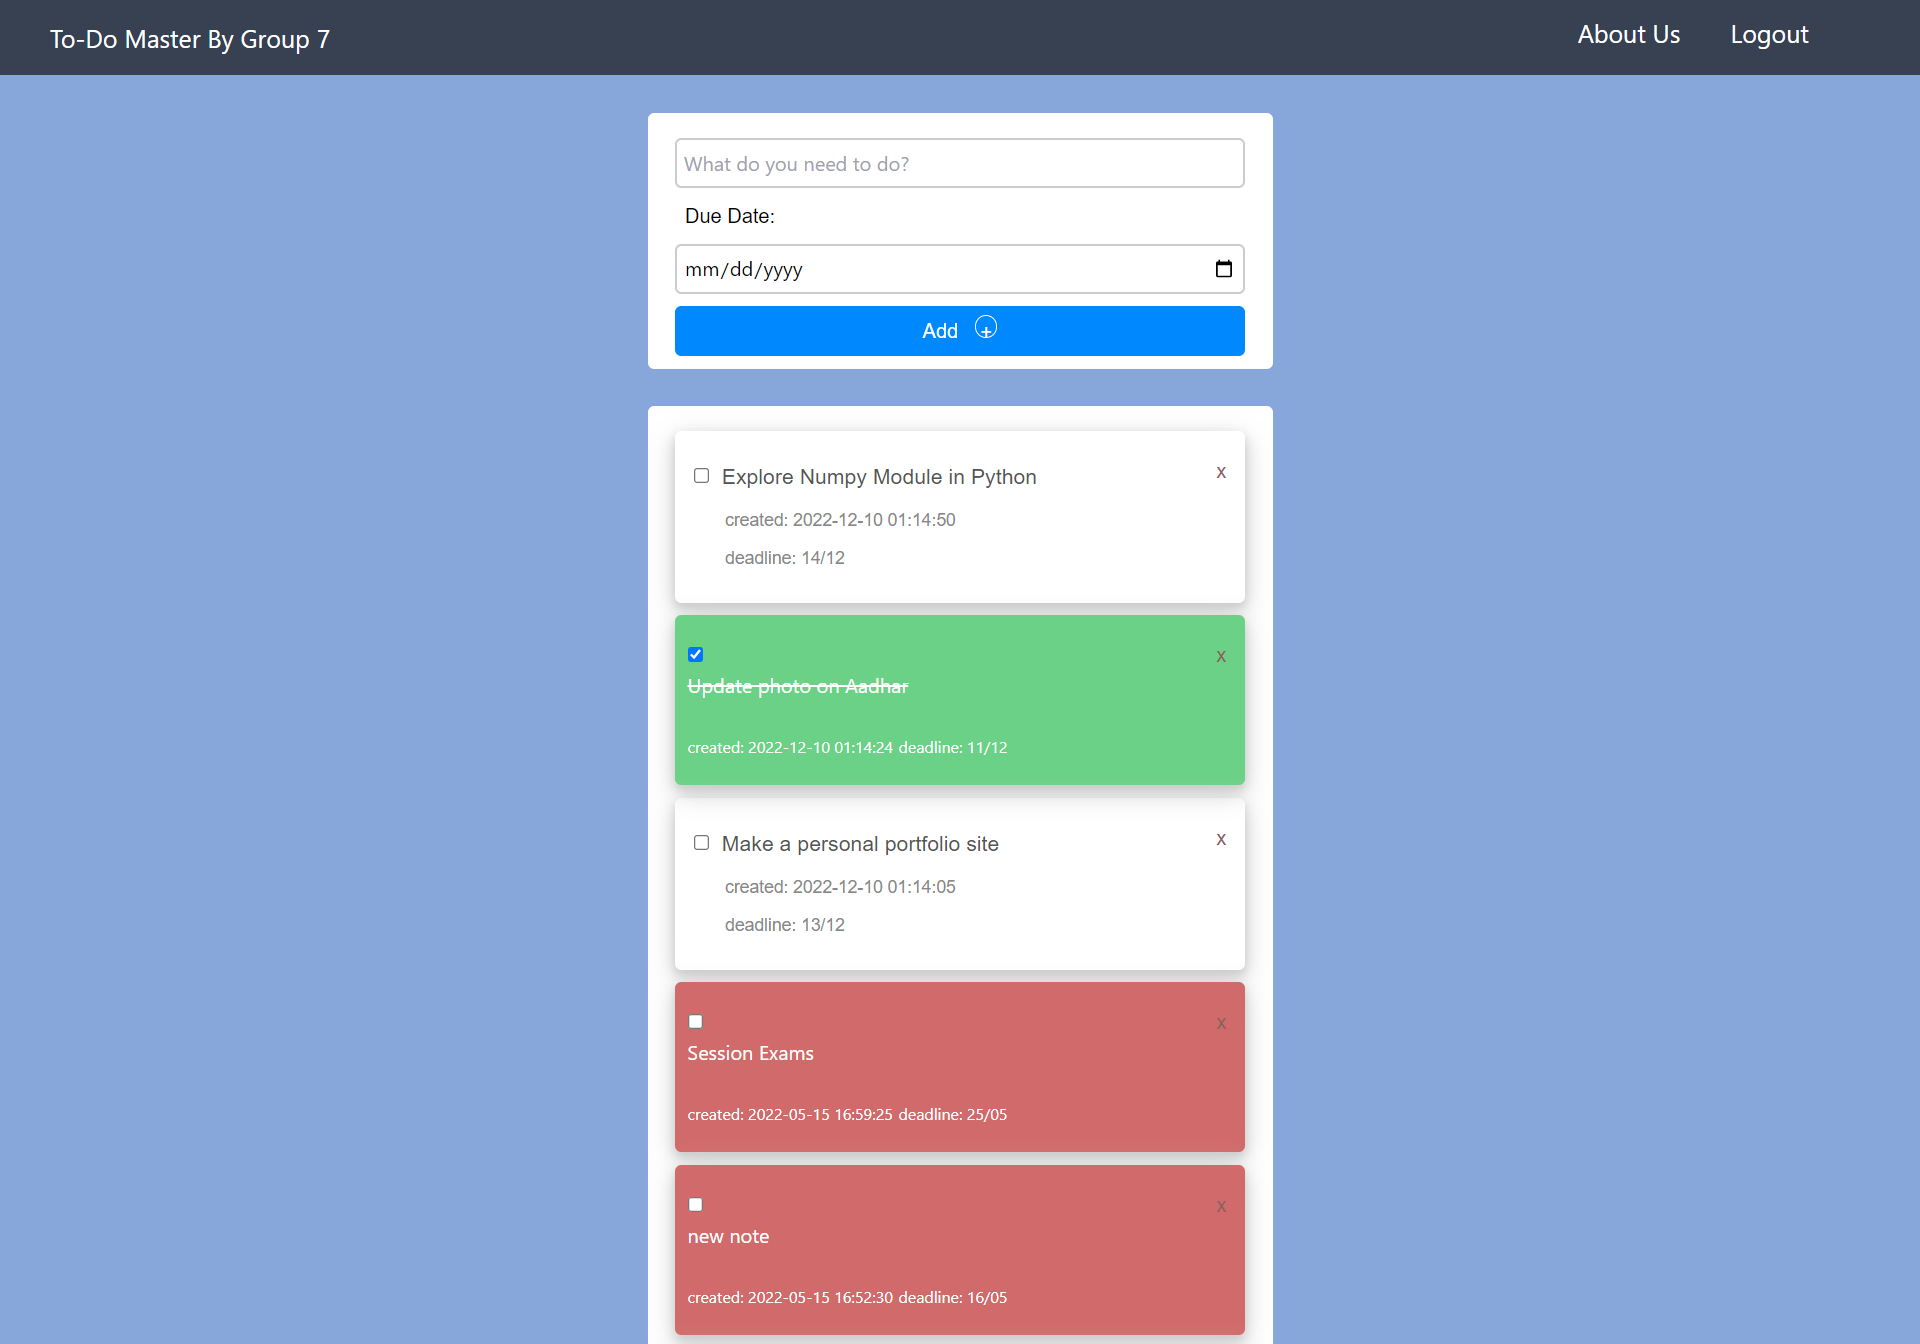 To-Do Master By Group 7
About Us
Logout
What do you need to do?
Due Date:
mm/dd/yyyy
Add +
Explore Numpy Module in Python
x
created: 2022-12-10 01:14:50
deadline: 14/12
x
Update photo on Aadhar
created: 2022-12-10 01:14:24 deadline: 11/12
Make a personal portfolio site
x
created: 2022-12-10 01:14:05
deadline: 13/12
x
Session Exams
created: 2022-05-15 16:59:25 deadline: 25/05
x
new note
created: 2022-05-15 16:52:30 deadline: 16/05